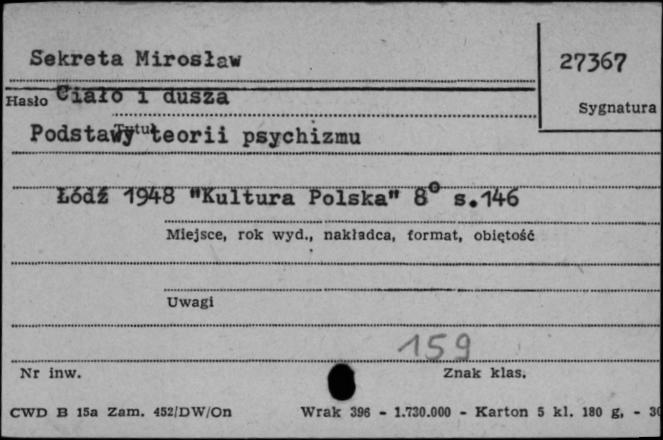 Sekreta Mirosław
27367
Hasło Ciało i dusza
Sygnatura
Tytuł
Podstawy teorii psychizmu
Łódź 1948 "Kultura Polska" 8° s.146
Miejsce, rok wyd., nakładca, format, objętość
Uwagi
159
Nr inw.
Znak klas.
CWD B 15a Zam. 452/DW/On
Wrak 396 - 1.730.000 - Karton 5 kl. 180 g, - 30